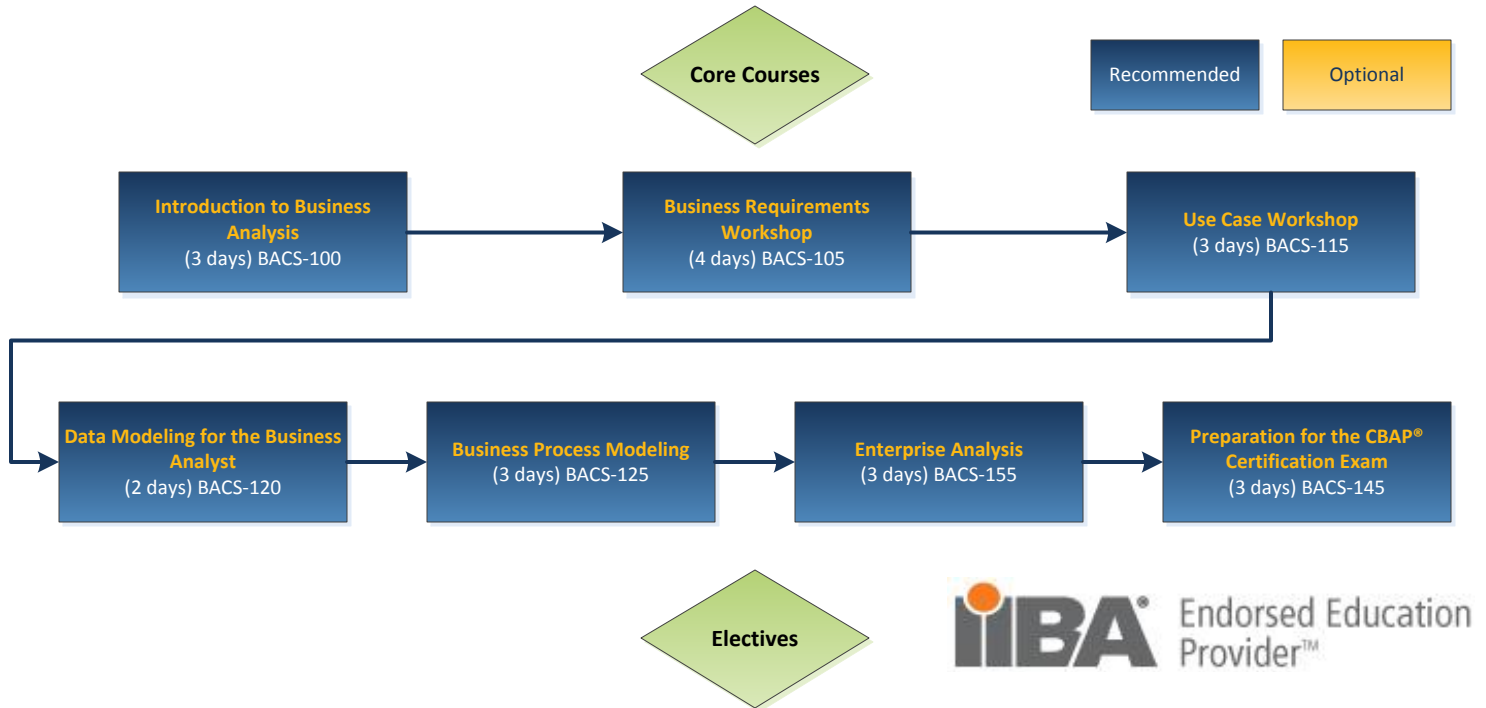 Core Courses
Recommended
Optional
Introduction to Business
Analysis
(3 days) BACS-100
Business Requirements
Workshop
(4 days) BACS-105
Use Case Workshop
(3 days) BACS-115
Data Modeling for the Business
Analyst
(2 days) BACS-120
Business Process Modeling
(3 days) BACS-125
Enterprise Analysis
(3 days) BACS-155
Preparation for the CBAP®
Certification Exam
(3 days) BACS-145
Electives
iiBA®
Endorsed Education
Provider™